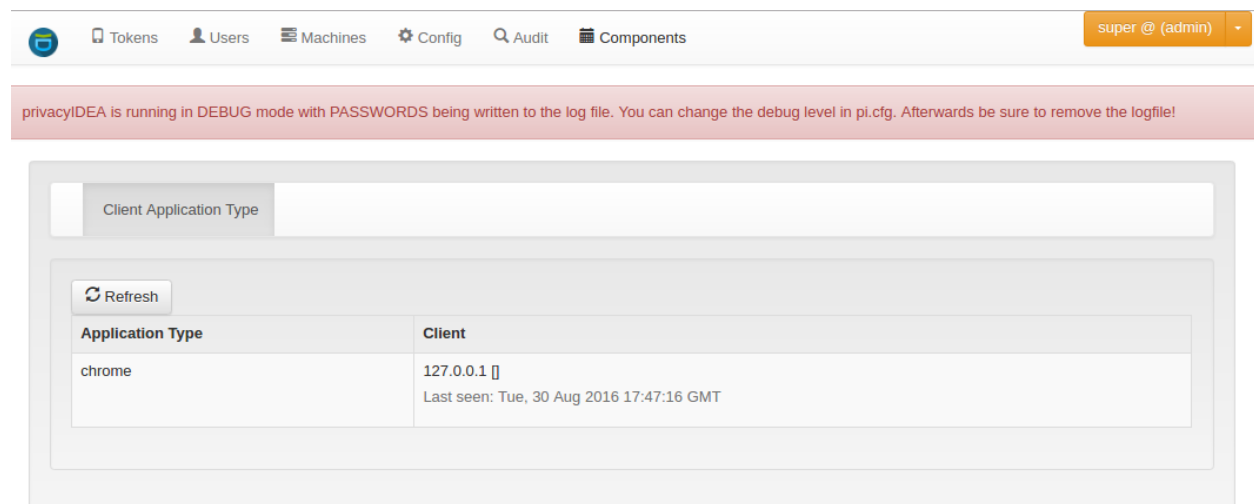 Tokens Users Machines Config Audit Components super @ (admin)
privacyIDEA is running in DEBUG mode with PASSWORDS being written to the log file. You can change the debug level in pi.cfg. Afterwards be sure to remove the logfile!
Client Application Type
Refresh
Application Type Client
chrome 127.0.0.1 []
Last seen: Tue, 30 Aug 2016 17:47:16 GMT